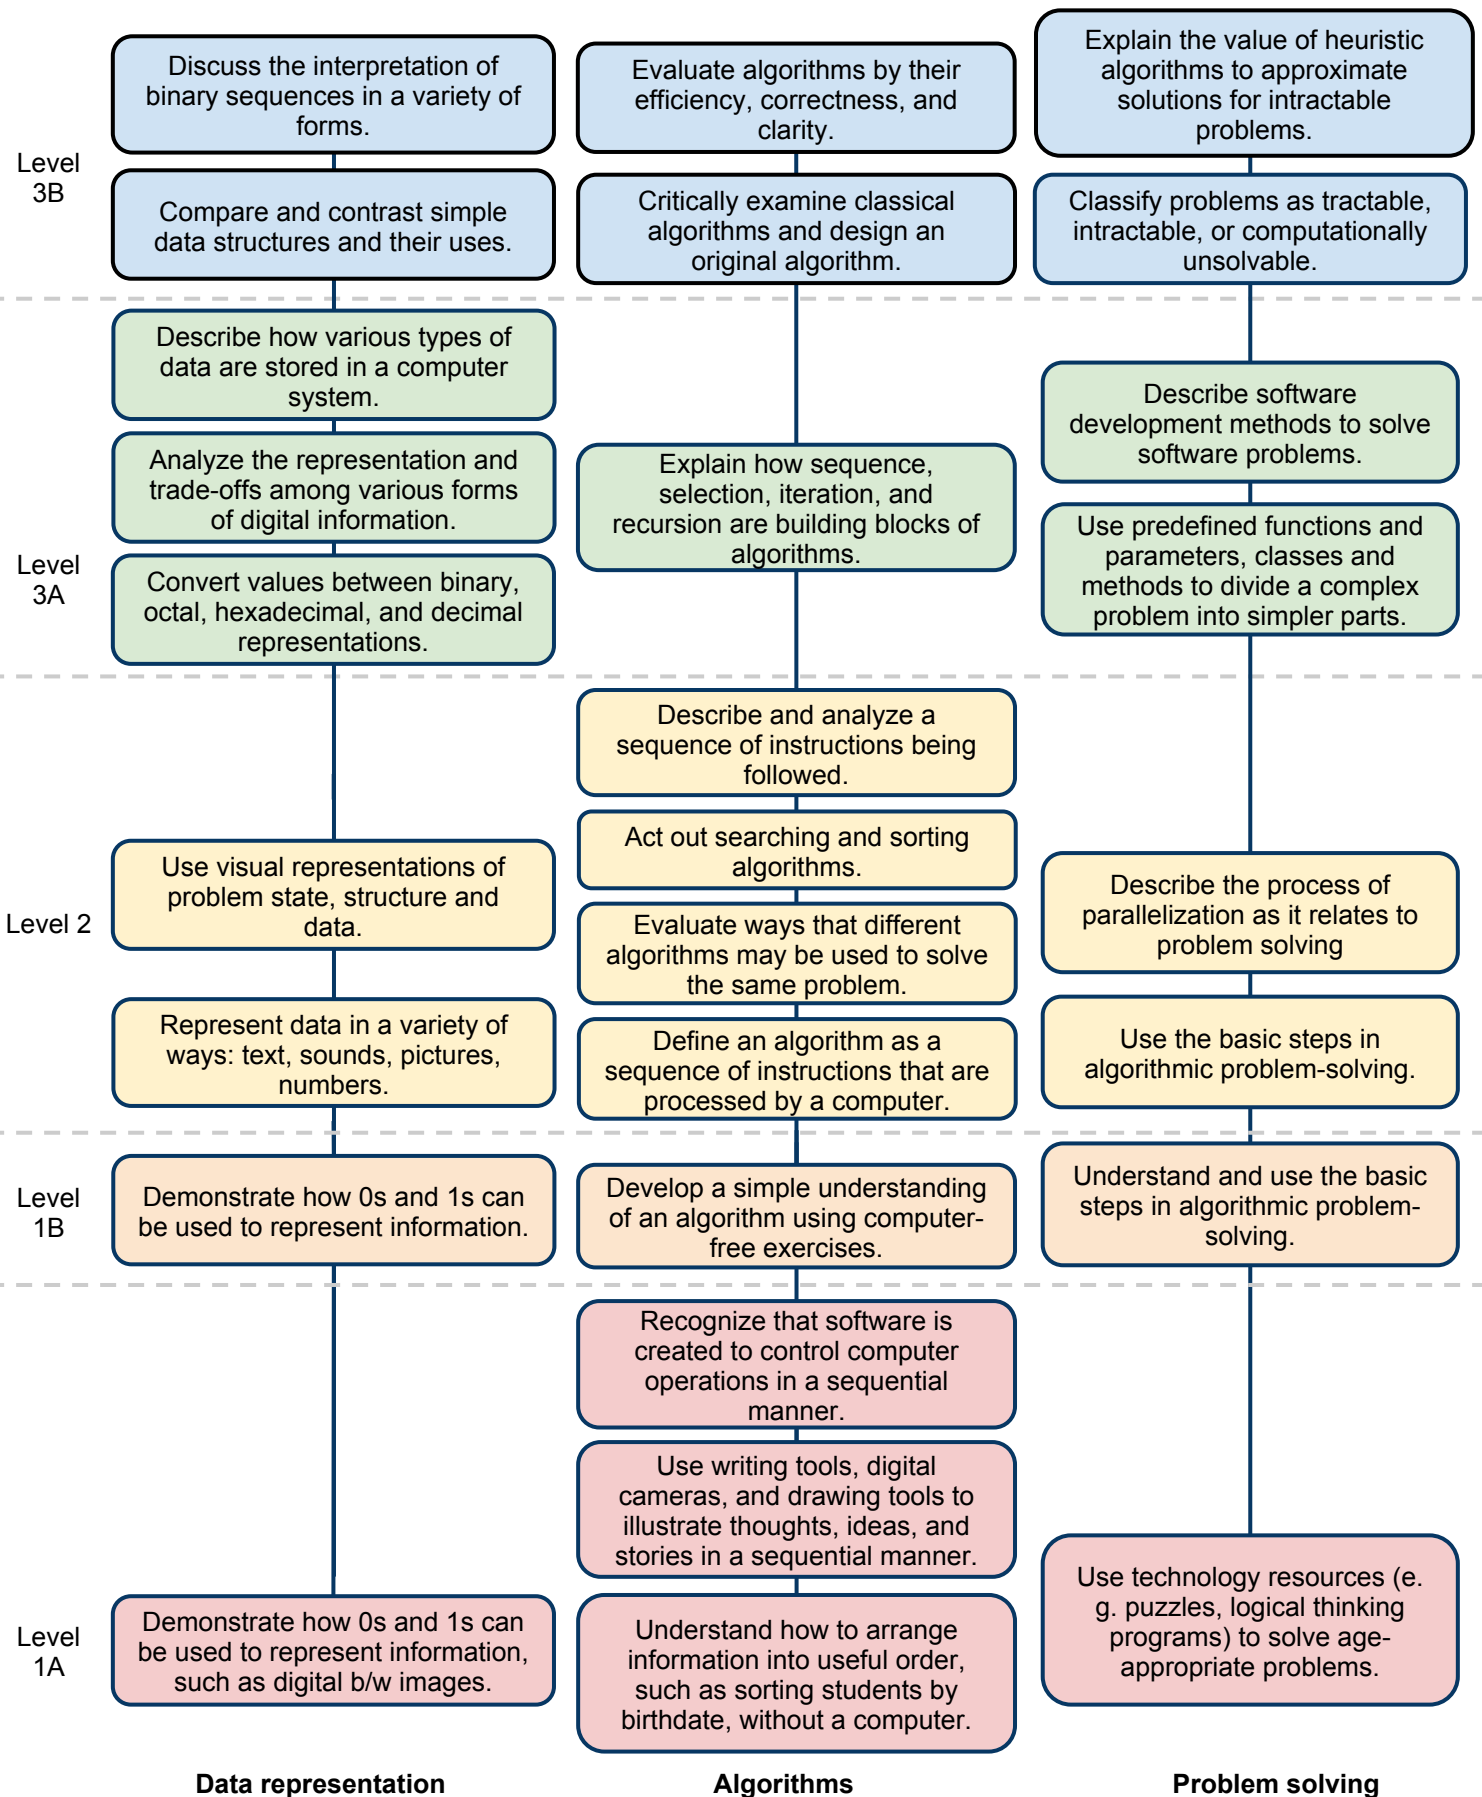 Level
3B
Discuss the interpretation of
binary sequences in a variety of
forms.
Evaluate algorithms by their
efficiency, correctness, and
clarity.
Explain the value of heuristic
algorithms to approximate
solutions for intractable
problems.
Compare and contrast simple
data structures and their uses.
Critically examine classical
algorithms and design an
original algorithm.
Classify problems as tractable,
intractable, or computationally
unsolvable.
Level
3A
Describe how various types of
data are stored in a computer
system.
Analyze the representation and
trade-offs among various forms
of digital information.
Convert values between binary,
octal, hexadecimal, and decimal
representations.
Explain how sequence,
selection, iteration, and
recursion are building blocks of
algorithms.
Describe software
development methods to solve
software problems.
Use predefined functions and
parameters, classes and
methods to divide a complex
problem into simpler parts.
Level 2
Use visual representations of
problem state, structure and
data.
Represent data in a variety of
ways: text, sounds, pictures,
numbers.
Describe and analyze a
sequence of instructions being
followed.
Act out searching and sorting
algorithms.
Evaluate ways that different
algorithms may be used to solve
the same problem.
Define an algorithm as a
sequence of instructions that are
processed by a computer.
Describe the process of
parallelization as it relates to
problem solving
Use the basic steps in
algorithmic problem-solving.
Level
1B
Demonstrate how 0s and 1s can
be used to represent information.
Develop a simple understanding
of an algorithm using computer-
free exercises.
Understand and use the basic
steps in algorithmic problem-
solving.
Level
1A
Demonstrate how 0s and 1s can
be used to represent information,
such as digital b/w images.
Recognize that software is
created to control computer
operations in a sequential
manner.
Use writing tools, digital
cameras, and drawing tools to
illustrate thoughts, ideas, and
stories in a sequential manner.
Understand how to arrange
information into useful order,
such as sorting students by
birthdate, without a computer.
Use technology resources (e.
g. puzzles, logical thinking
programs) to solve age-
appropriate problems.
Data representation
Algorithms
Problem solving